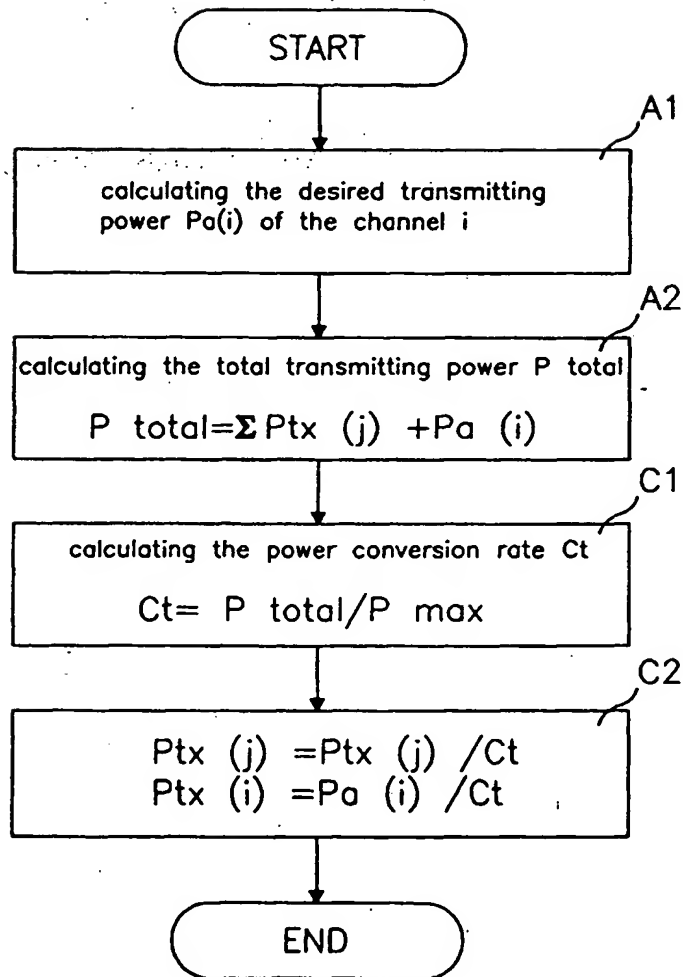 START
A1
calculating the desired transmitting
power Pa(i) of the channel i
A2
calculating the total transmitting power P total
P total=Σ Ptx (j) +Pa (i)
C1
calculating the power conversion rate Ct
Ct= P total/P max
C2
Ptx (j) =Ptx (j) /Ct
Ptx (i) =Pa (i) /Ct
END